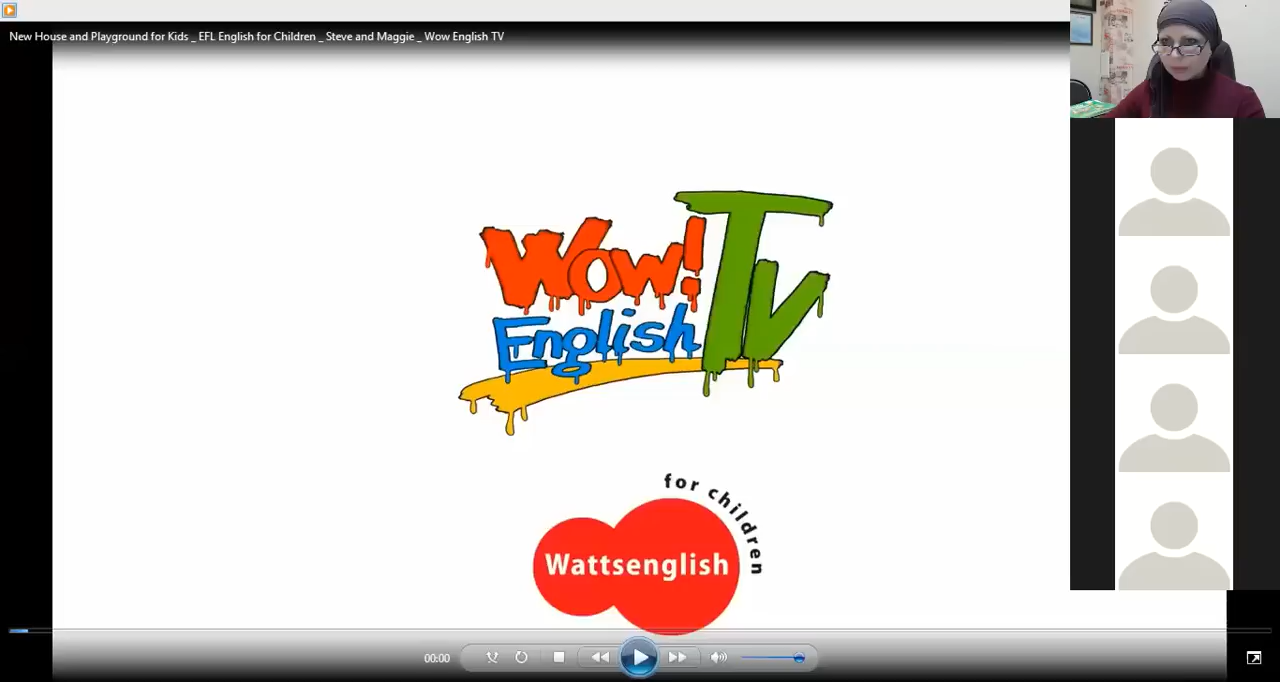 New House and Playground for Kids _ EFL English for Children _ Steve and Maggie _ Wow English TV
Wow! TV
English
for children
Wattsenglish
00:00